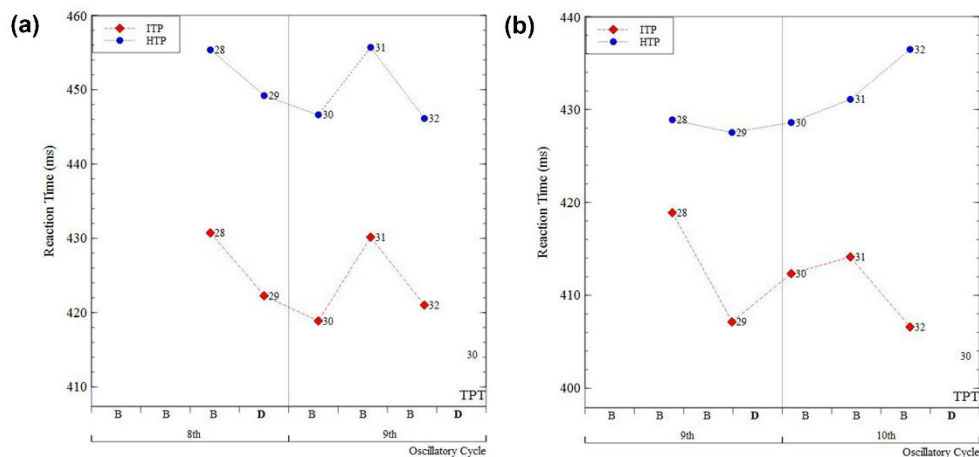 (a)
460
450
440
430
420
410
Reaction Time (ms)
ITP
HTP
28
29
30
31
32
28
29
30
31
32
30
TPT
B B B D B B B D
8th 9th
Oscillatory Cycle
(b)
440
430
420
410
400
Reaction Time (ms)
ITP
HTP
28
29
30
31
32
28
29
30
31
32
30
TPT
B B B B D B B B D
9th 10th
Oscillatory Cycle